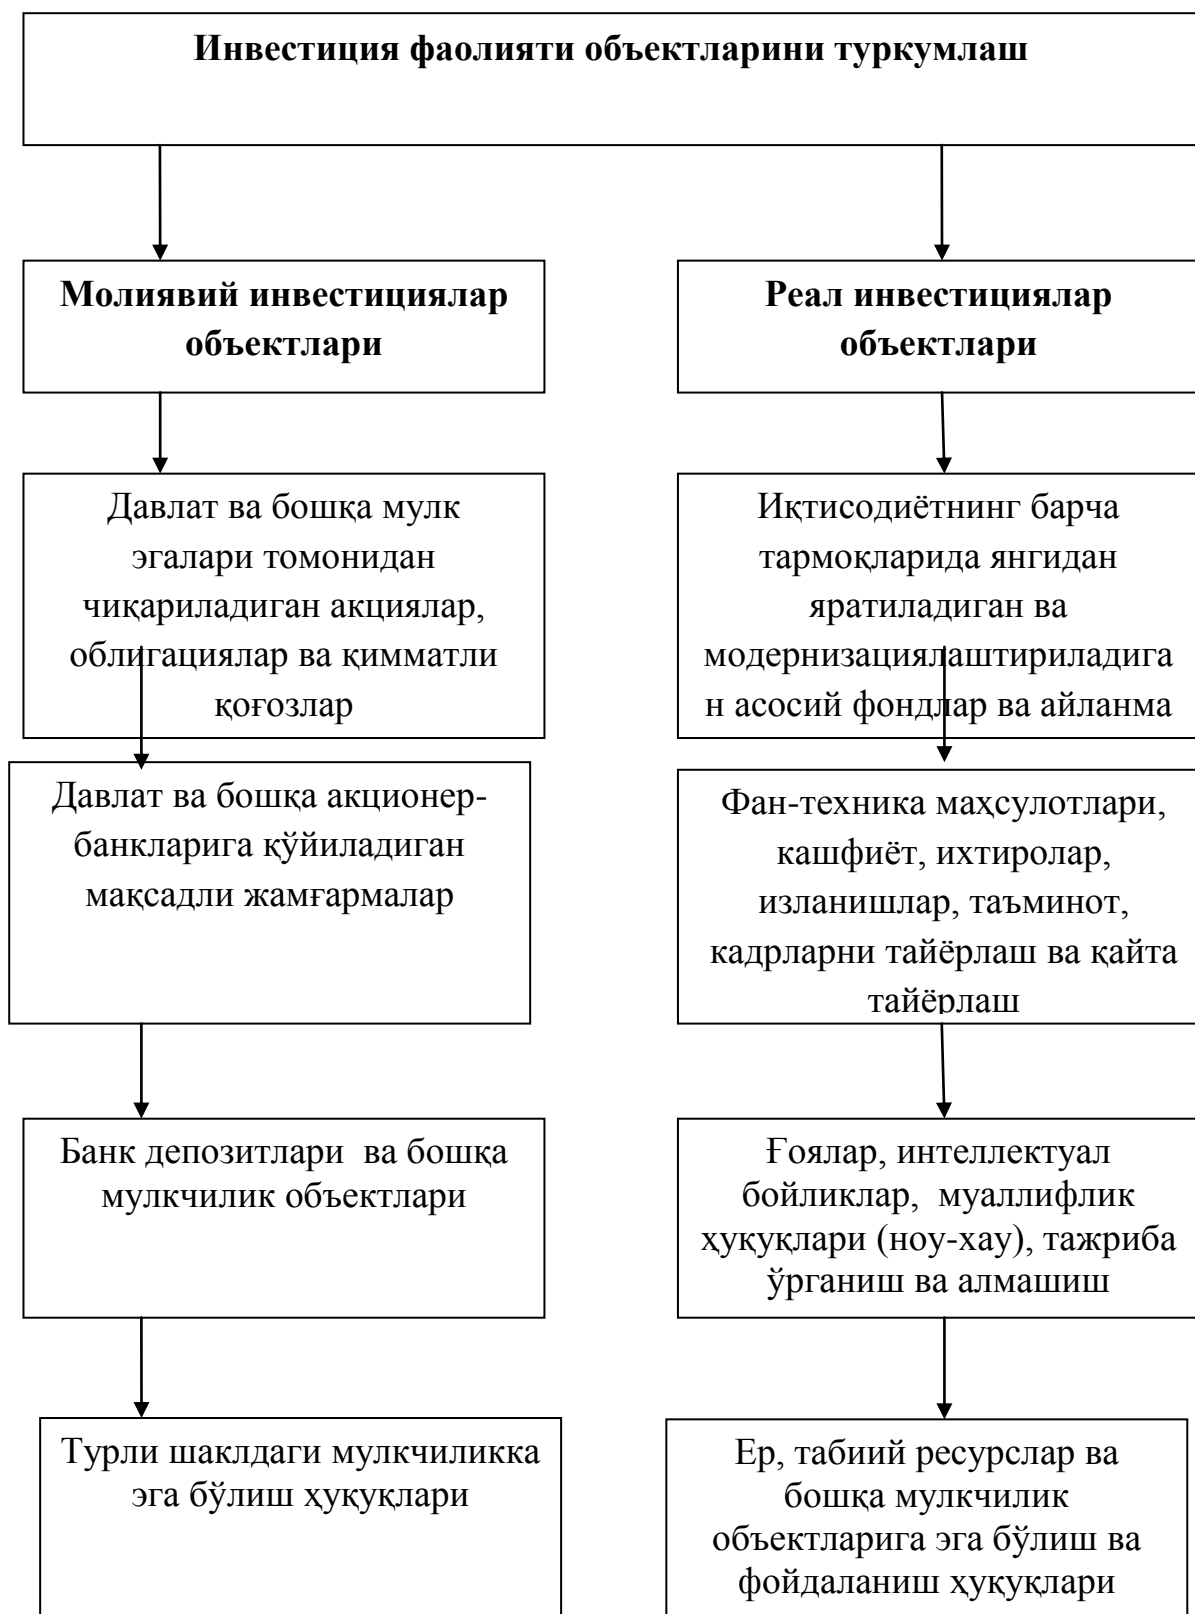 Инвестиция фаолияти объектларини туркумлаш
Молиявий инвестициялар
объектлари
Реал инвестициялар
объектлари
Давлат ва бошқа мулк
эгалари томонидан
чиқариладиган акциялар,
облигациялар ва қимматли
қоғозлар
Иқтисодиётнинг барча
тармоқларида янгидан
яратиладиган ва
модернизациялаштириладига
н асосий фондлар ва айланма
Давлат ва бошқа акционер-
банкларига қўйиладиган
мақсадли жамғармалар
Фан-техника маҳсулотлари,
кашфиёт, ихтиролар,
изланишлар, таъминот,
кадрларни тайёрлаш ва қайта
тайёрлаш
Банк депозитлари ва бошқа
мулкчилик объектлари
Ғоялар, интеллектуал
бойликлар, муаллифлик
ҳуқуқлари (ноу-хау), тажриба
ўрганиш ва алмашиш
Турли шаклдаги мулкчиликка
эга бўлиш ҳуқуқлари
Ер, табиий ресурслар ва
бошқа мулкчилик
объектларига эга бўлиш ва
фойдаланиш ҳуқуқлари